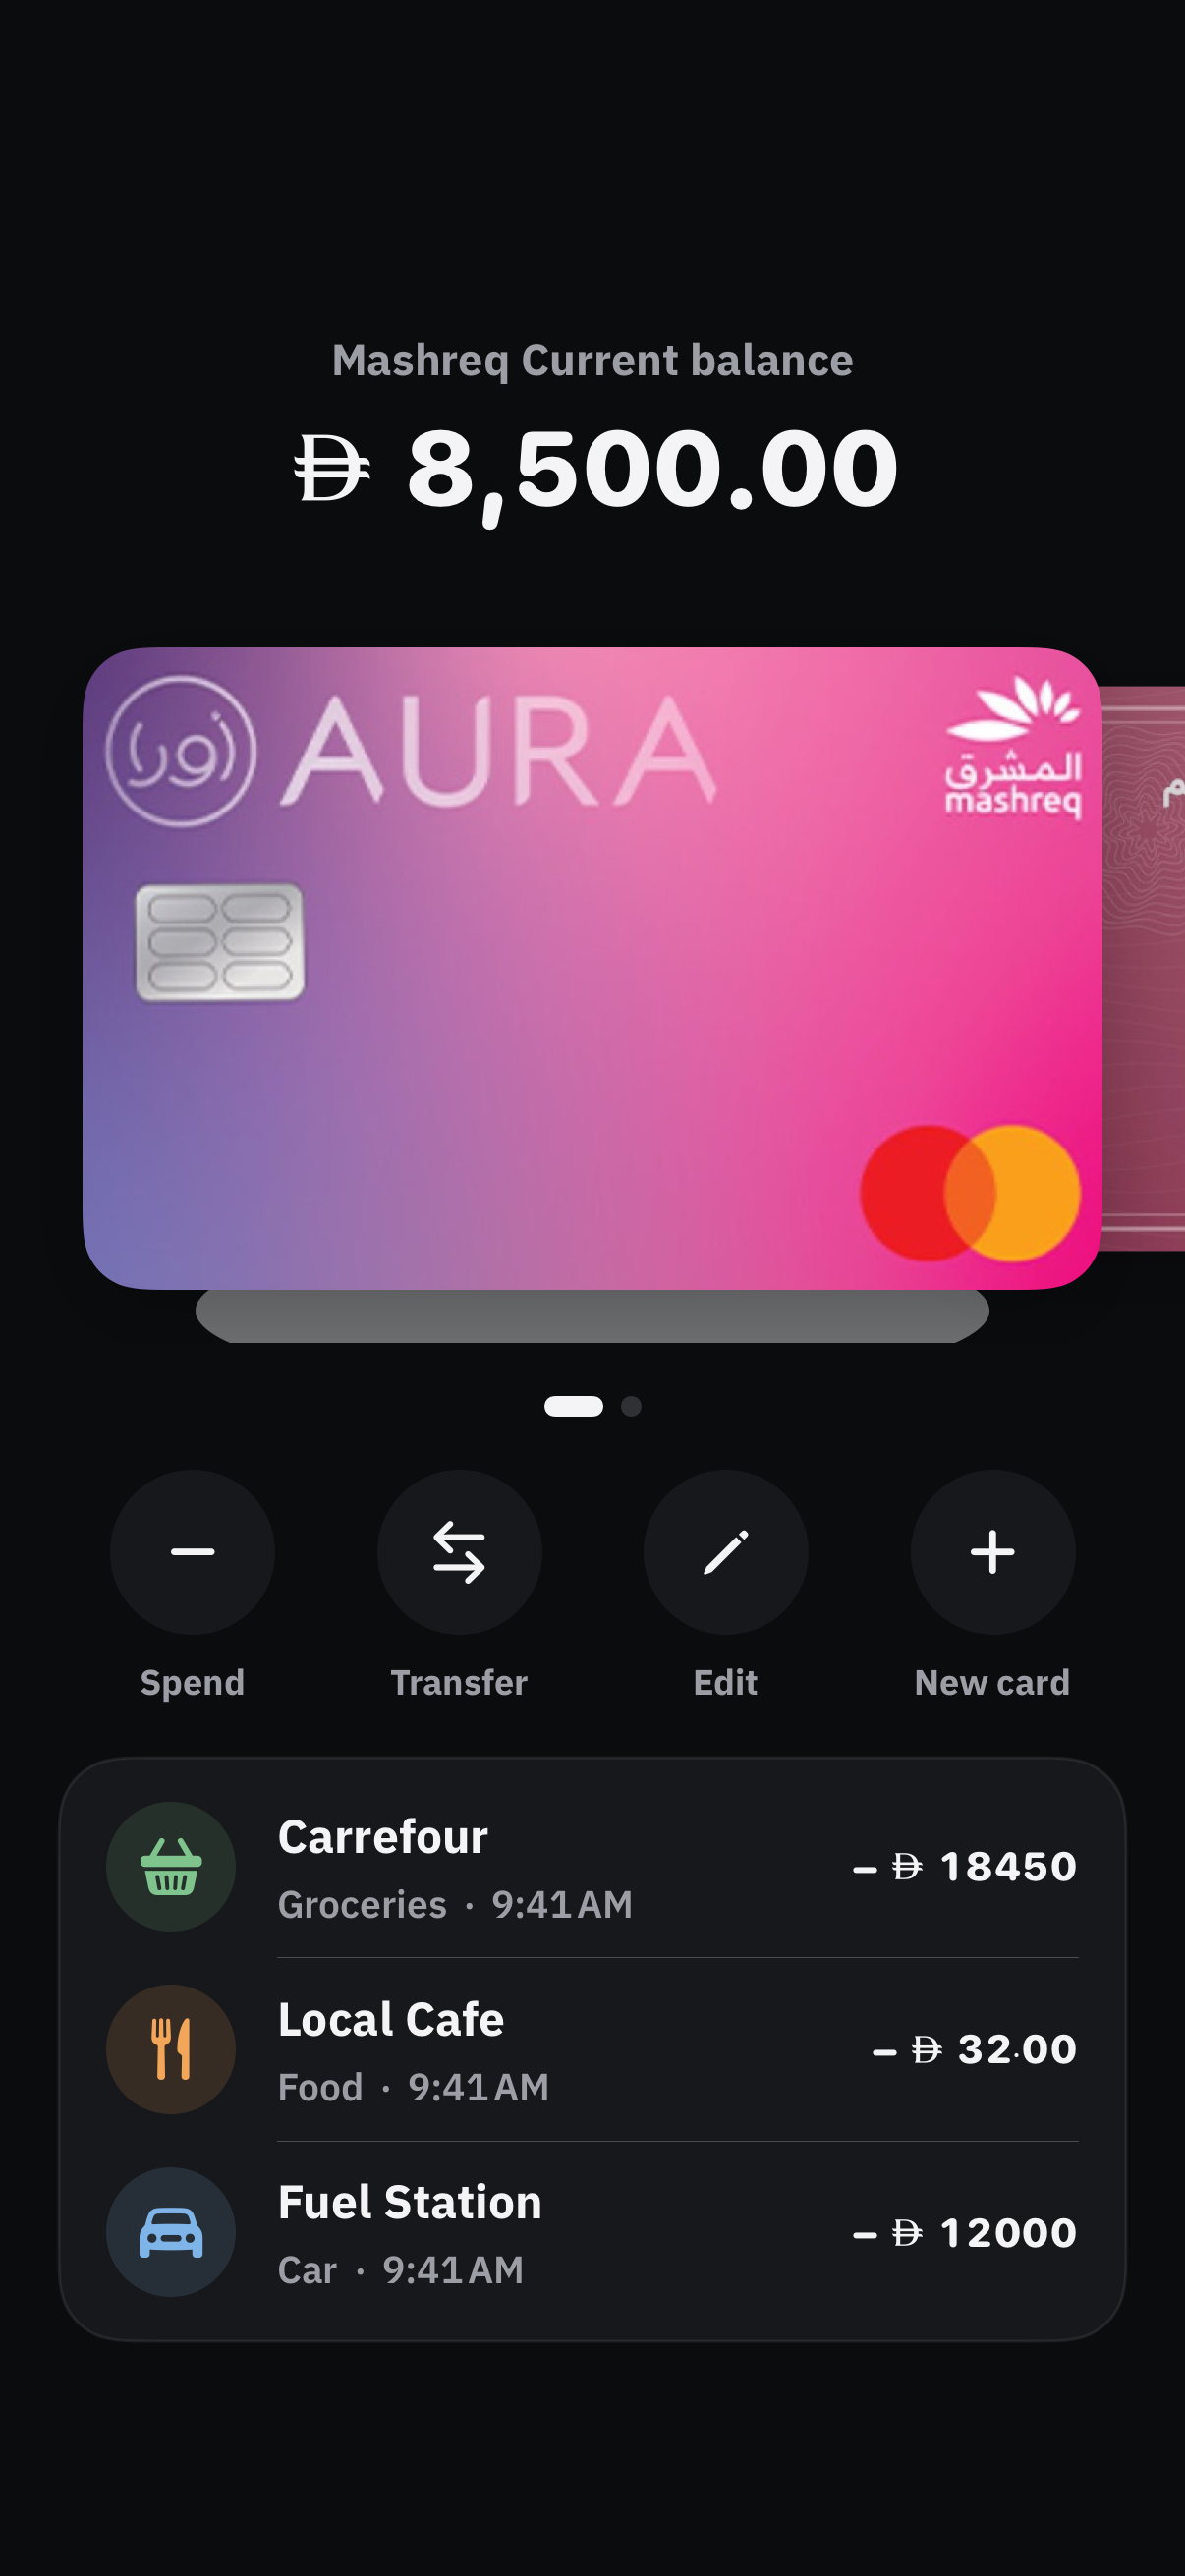 Mashreq Current balance
8,500.00
أورا AURA
المشرق
mashreq
م
Spend
Transfer
Edit
New card
Carrefour
– 18450
Groceries · 9:41 AM
Local Cafe
– 32.00
Food · 9:41 AM
Fuel Station
– 12000
Car · 9:41 AM